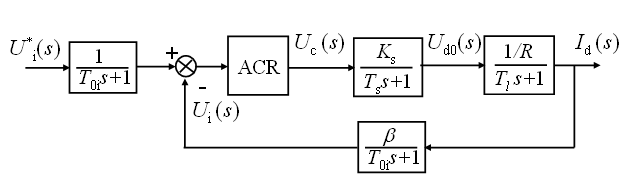 U*i(s)
1
T0is+1
+
-
Ui(s)
ACR
Uc(s)
Ks
Tss+1
Ud0(s)
1/R
Tls+1
Id(s)
β
T0is+1